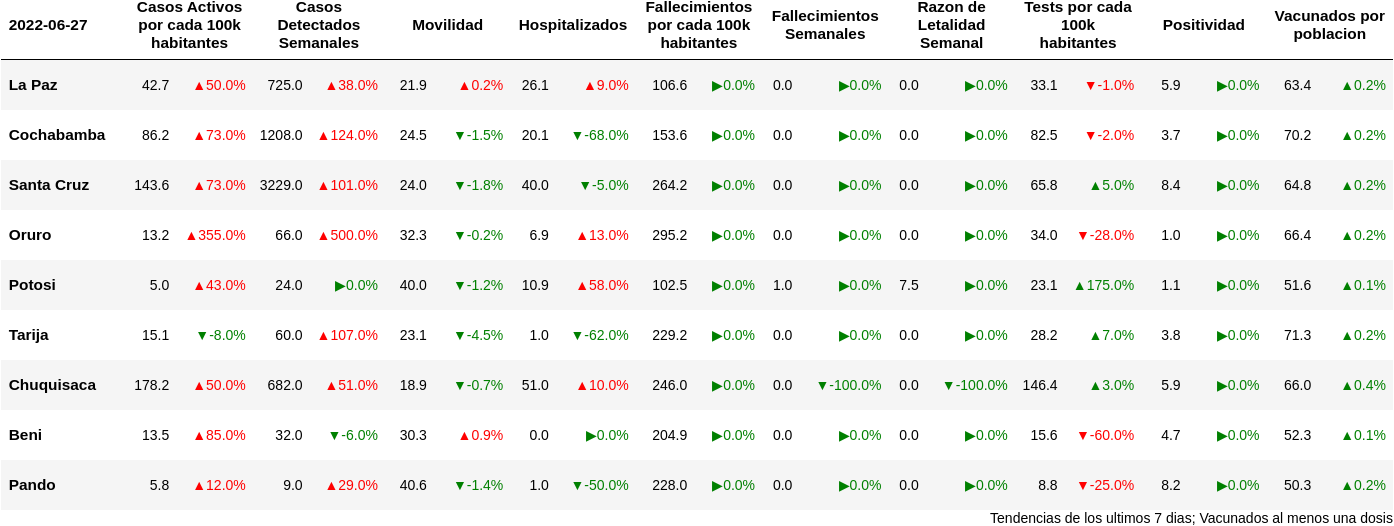 2022-06-27 Casos Activos por cada 100k habitantes Casos Detectados Semanales Movilidad Hospitalizados Fallecimientos por cada 100k habitantes Fallecimientos Semanales Razon de Letalidad Semanal Tests por cada 100k habitantes Positividad Vacunados por poblacion
La Paz 42.7 ▲50.0% 725.0 ▲38.0% 21.9 ▲0.2% 26.1 ▲9.0% 106.6 ▶0.0% 0.0 ▶0.0% 0.0 ▶0.0% 33.1 ▼-1.0% 5.9 ▶0.0% 63.4 ▲0.2%
Cochabamba 86.2 ▲73.0% 1208.0 ▲124.0% 24.5 ▼-1.5% 20.1 ▼-68.0% 153.6 ▶0.0% 0.0 ▶0.0% 0.0 ▶0.0% 82.5 ▼-2.0% 3.7 ▶0.0% 70.2 ▲0.2%
Santa Cruz 143.6 ▲73.0% 3229.0 ▲101.0% 24.0 ▼-1.8% 40.0 ▼-5.0% 264.2 ▶0.0% 0.0 ▶0.0% 0.0 ▶0.0% 65.8 ▲5.0% 8.4 ▶0.0% 64.8 ▲0.2%
Oruro 13.2 ▲355.0% 66.0 ▲500.0% 32.3 ▼-0.2% 6.9 ▲13.0% 295.2 ▶0.0% 0.0 ▶0.0% 0.0 ▶0.0% 34.0 ▼-28.0% 1.0 ▶0.0% 66.4 ▲0.2%
Potosi 5.0 ▲43.0% 24.0 ▶0.0% 40.0 ▼-1.2% 10.9 ▲58.0% 102.5 ▶0.0% 1.0 ▶0.0% 7.5 ▶0.0% 23.1 ▲175.0% 1.1 ▶0.0% 51.6 ▲0.1%
Tarija 15.1 ▼-8.0% 60.0 ▲107.0% 23.1 ▼-4.5% 1.0 ▼-62.0% 229.2 ▶0.0% 0.0 ▶0.0% 0.0 ▶0.0% 28.2 ▲7.0% 3.8 ▶0.0% 71.3 ▲0.2%
Chuquisaca 178.2 ▲50.0% 682.0 ▲51.0% 18.9 ▼-0.7% 51.0 ▲10.0% 246.0 ▶0.0% 0.0 ▼-100.0% 0.0 ▼-100.0% 146.4 ▲3.0% 5.9 ▶0.0% 66.0 ▲0.4%
Beni 13.5 ▲85.0% 32.0 ▼-6.0% 30.3 ▲0.9% 0.0 ▶0.0% 204.9 ▶0.0% 0.0 ▶0.0% 0.0 ▶0.0% 15.6 ▼-60.0% 4.7 ▶0.0% 52.3 ▲0.1%
Pando 5.8 ▲12.0% 9.0 ▲29.0% 40.6 ▼-1.4% 1.0 ▼-50.0% 228.0 ▶0.0% 0.0 ▶0.0% 0.0 ▶0.0% 8.8 ▼-25.0% 8.2 ▶0.0% 50.3 ▲0.2%
Tendencias de los ultimos 7 dias; Vacunados al menos una dosis